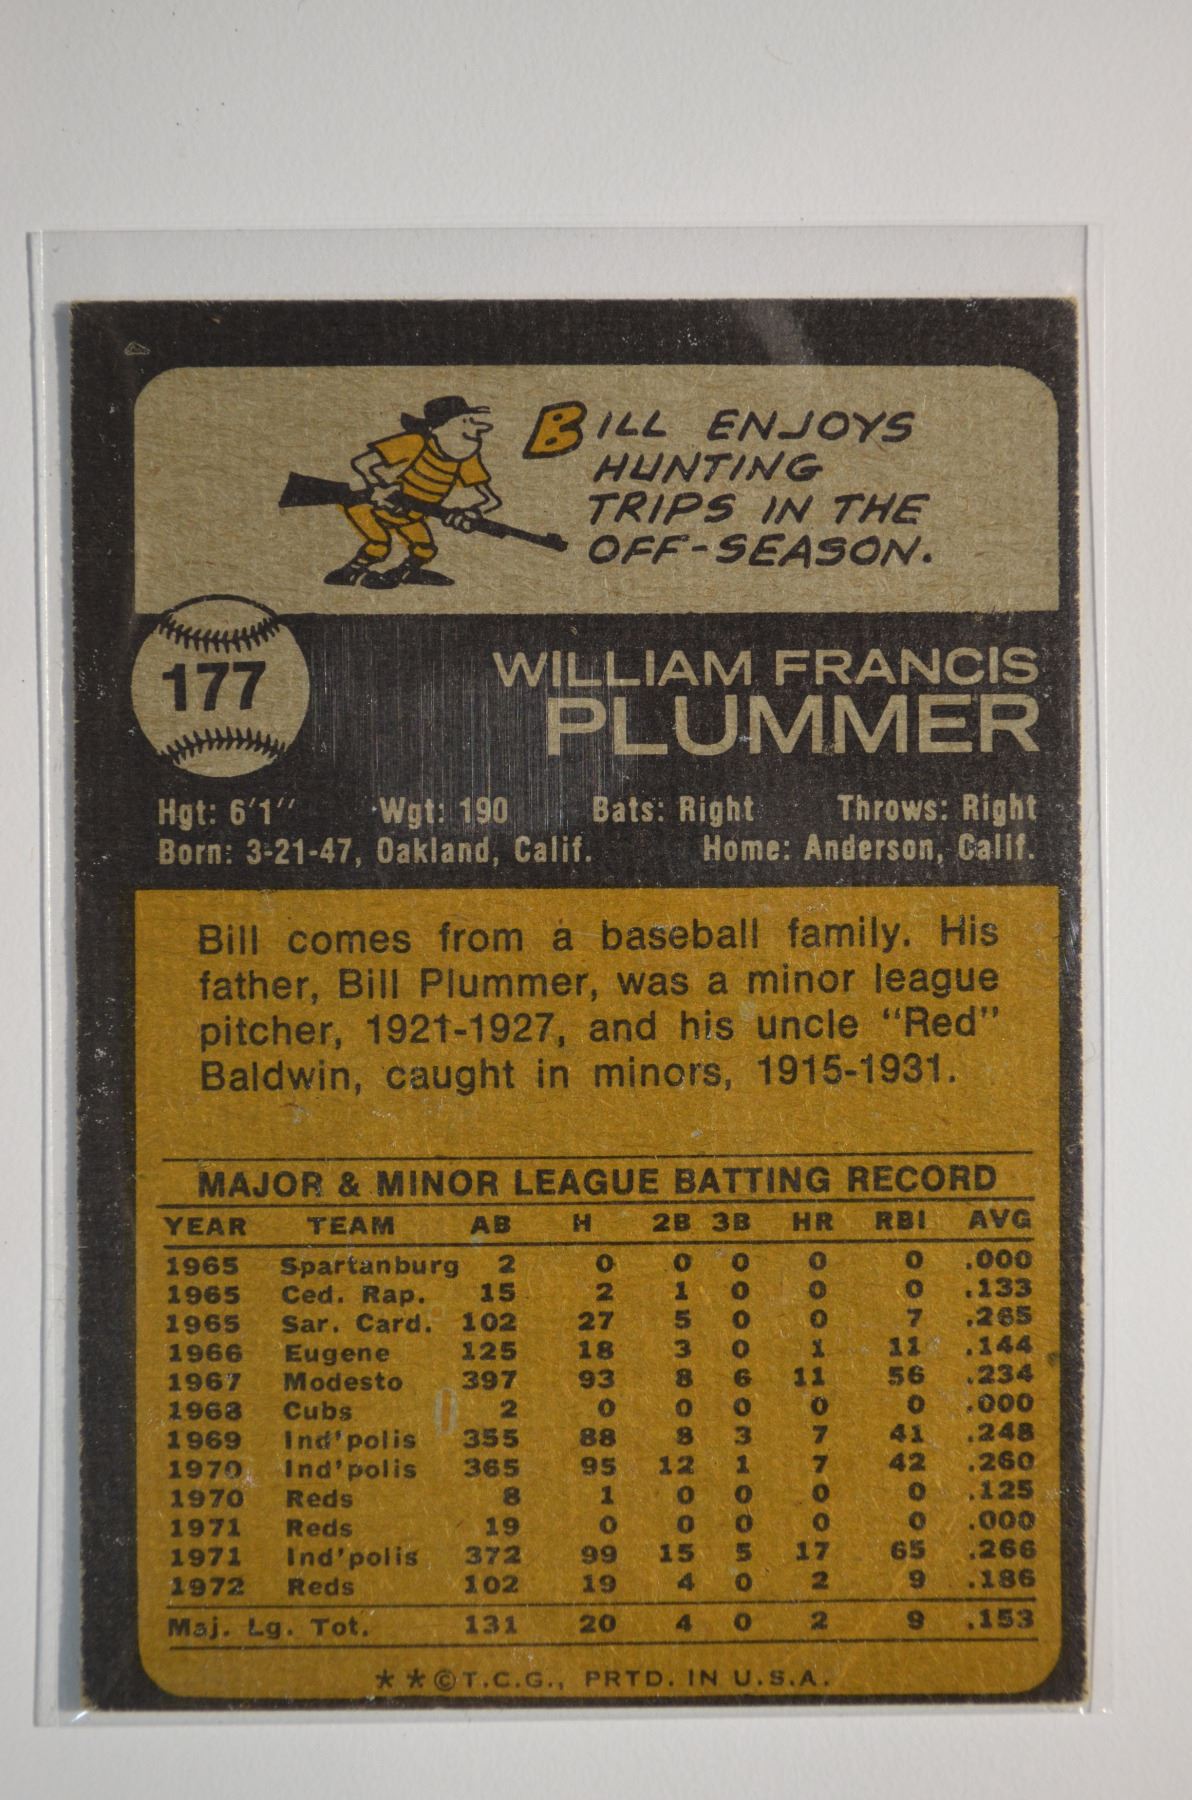 BILL ENJOYS
HUNTING
TRIPS IN THE
OFF-SEASON.
177
WILLIAM FRANCIS
PLUMMER
Hgt: 6'1'' Wgt: 190 Bats: Right Throws: Right
Born: 3-21-47, Oakland, Calif. Home: Anderson, Calif.
Bill comes from a baseball family. His
father, Bill Plummer, was a minor league
pitcher, 1921-1927, and his uncle "Red"
Baldwin, caught in minors, 1915-1931.
MAJOR & MINOR LEAGUE BATTING RECORD
YEAR TEAM AB H 2B 3B HR RBI AVG
1965 Spartanburg 2 0 0 0 0 0 .000
1965 Ced. Rap. 15 2 1 0 0 0 .133
1965 Sar. Card. 102 27 5 0 0 7 .265
1966 Eugene 125 18 3 0 1 11 .144
1967 Modesto 397 93 8 6 11 56 .234
1968 Cubs 2 0 0 0 0 0 .000
1969 Ind'polis 355 88 8 3 7 41 .248
1970 Ind'polis 365 95 12 1 7 42 .260
1970 Reds 8 1 0 0 0 0 .125
1971 Reds 19 0 0 0 0 0 .000
1971 Ind'polis 372 99 15 5 17 65 .266
1972 Reds 102 19 4 0 2 9 .186
Maj. Lg. Tot. 131 20 4 0 2 9 .153
* * © T.C.G., PRTD. IN U.S.A.